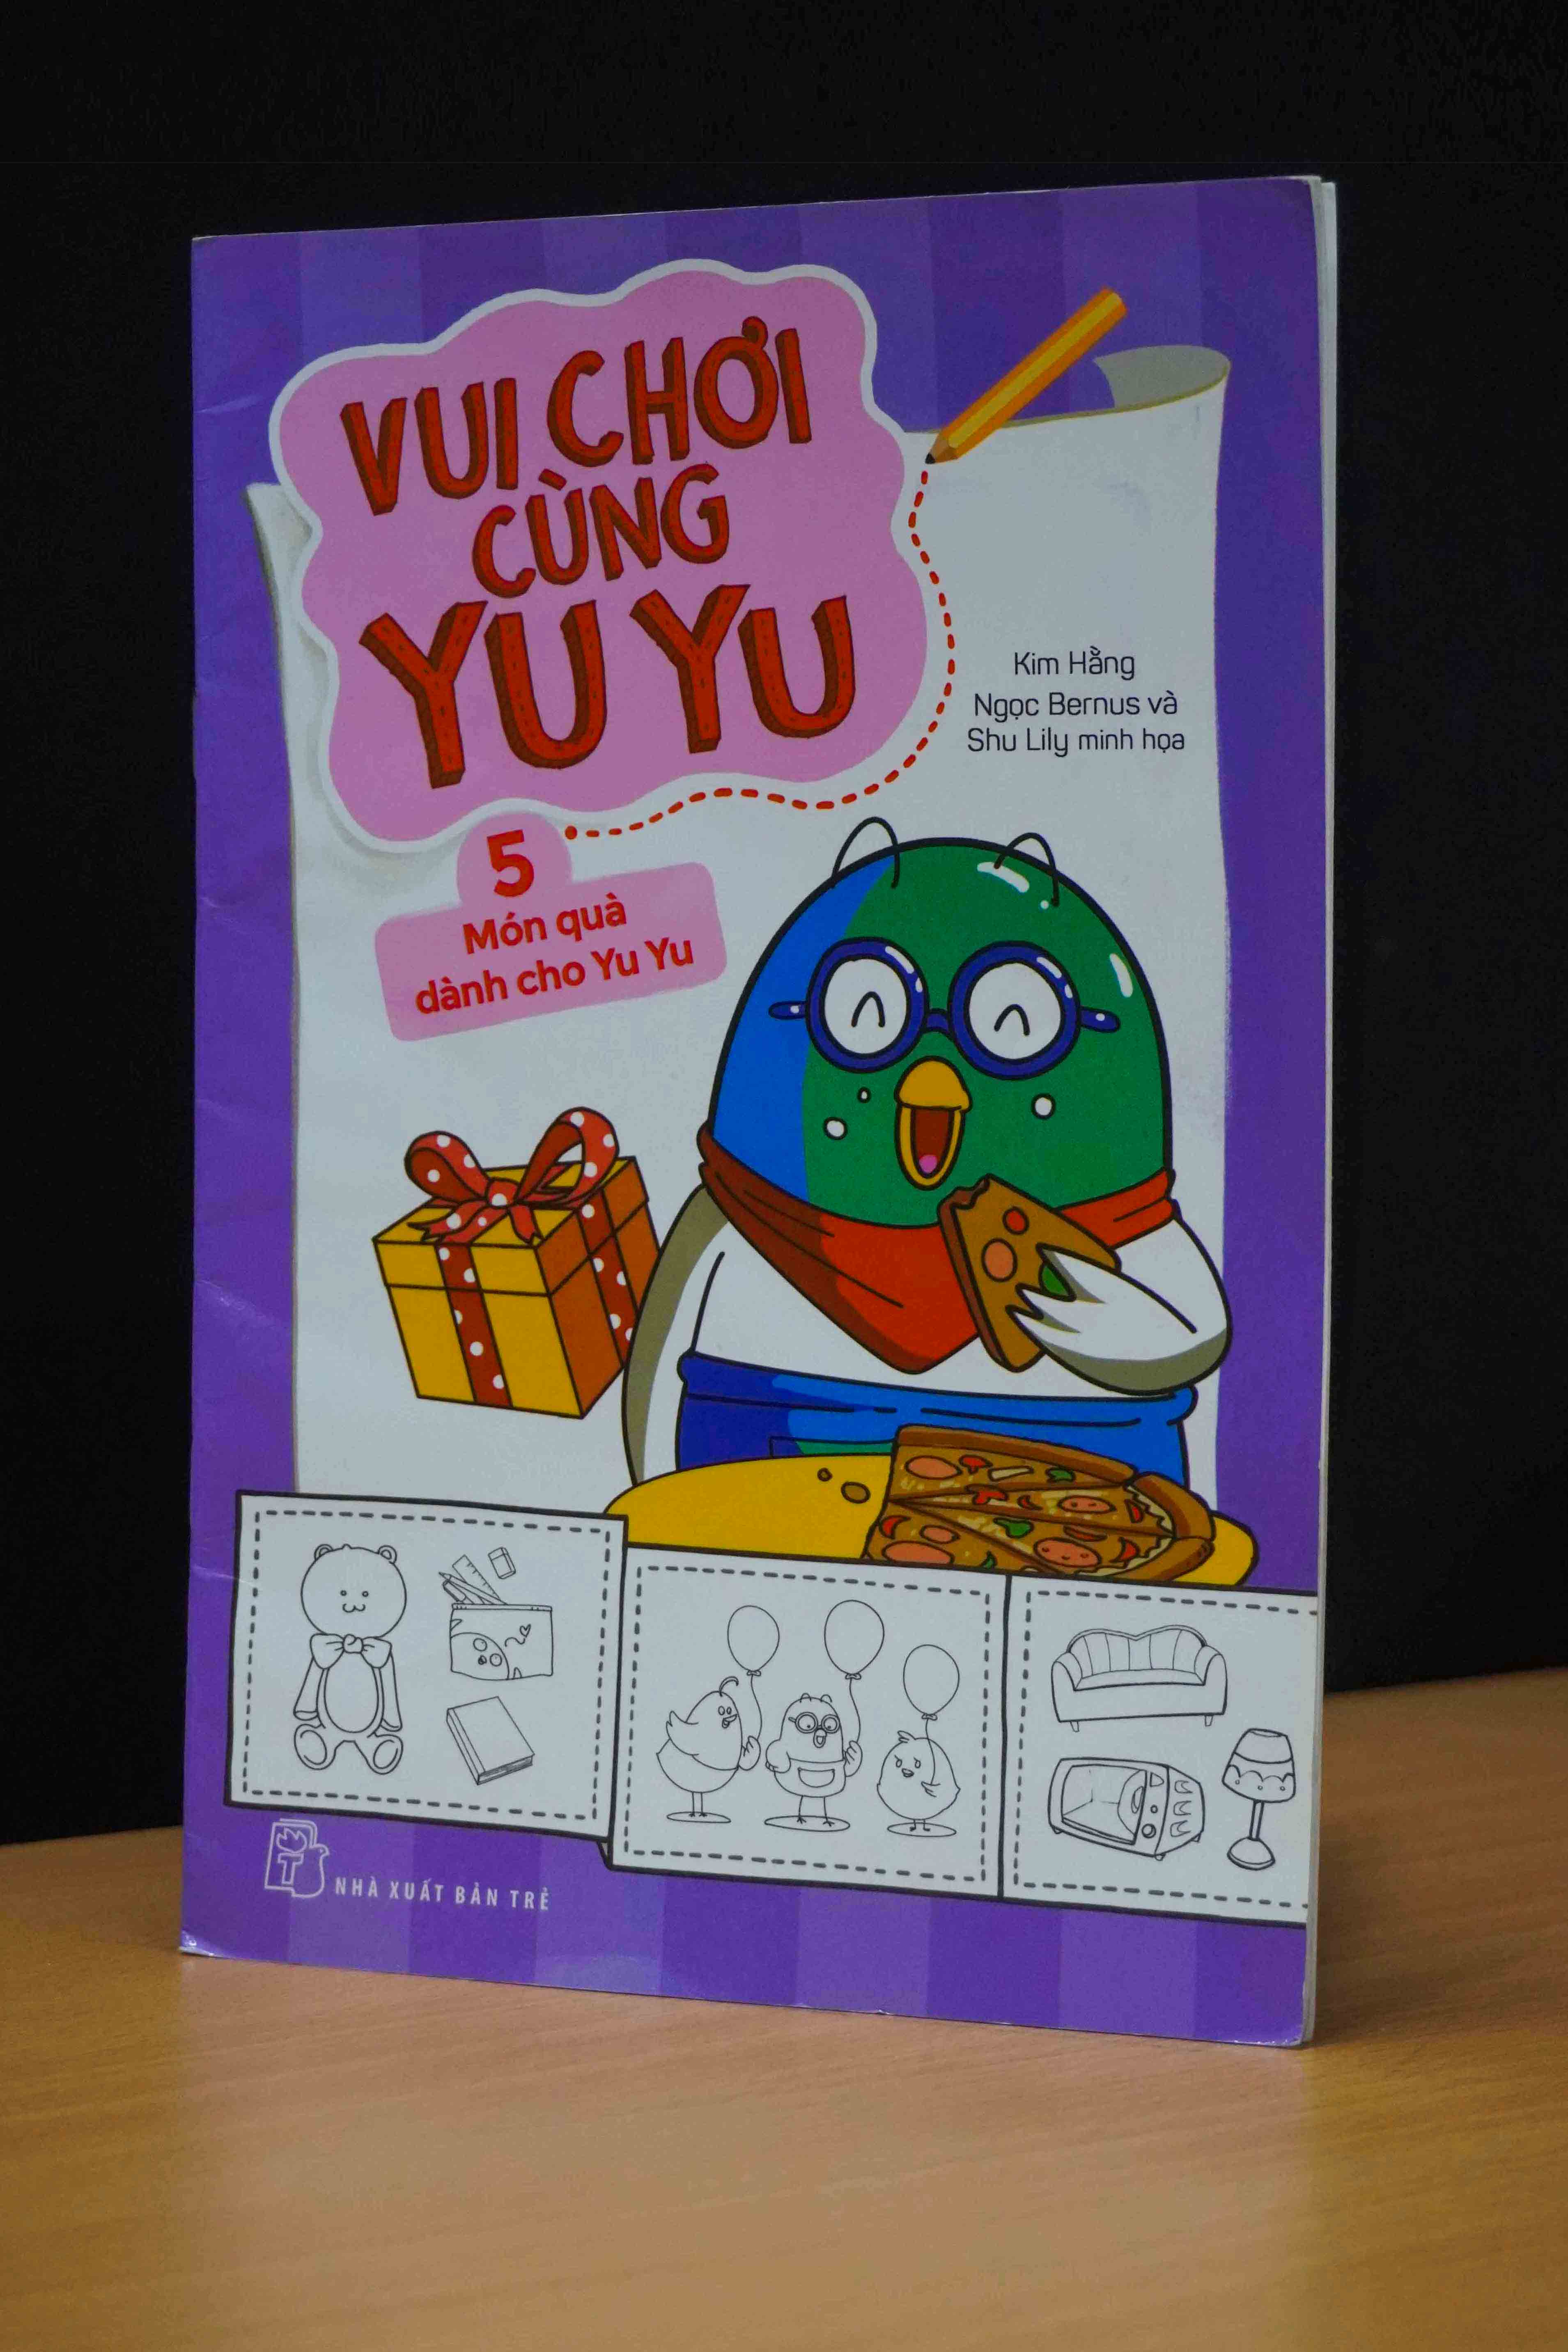 VUI CHƠI
CÙNG
YU YU
Kim Hằng
Ngọc Bernus và
Shu Lily minh họa
5
Món quà
dành cho Yu Yu
T
NHÀ XUẤT BẢN TRẺ